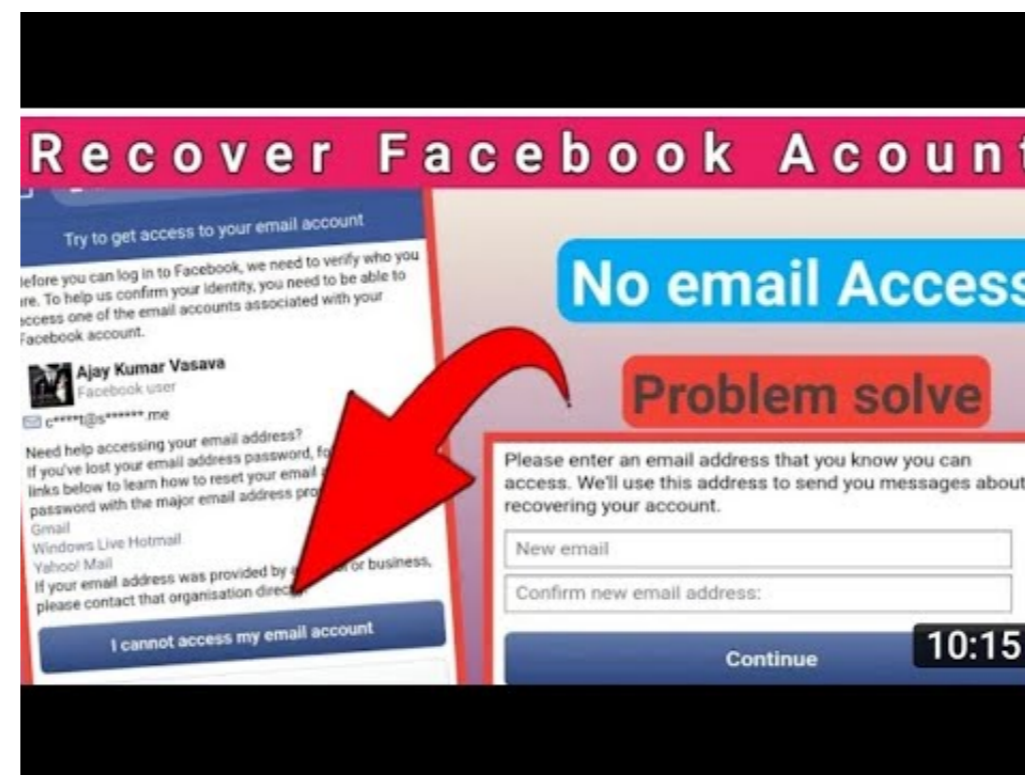 Recover Facebook Acount
Try to get access to your email account
efore you can log in to Facebook, we need to verify who you
re. To help us confirm your identity, you need to be able to
ccess one of the email accounts associated with your
Facebook account.
Ajay Kumar Vasava
Facebook user
c****t@s******.me
Need help accessing your email address?
If you've lost your email address password, fo
links below to learn how to reset your email
password with the major email address pro
Gmail
Windows Live Hotmail
Yahoo! Mail
If your email address was provided by or business,
please contact that organisation direc
I cannot access my email account
No email Access
Problem solve
Please enter an email address that you know you can
access. We'll use this address to send you messages about
recovering your account.
New email
Confirm new email address:
Continue
10:15